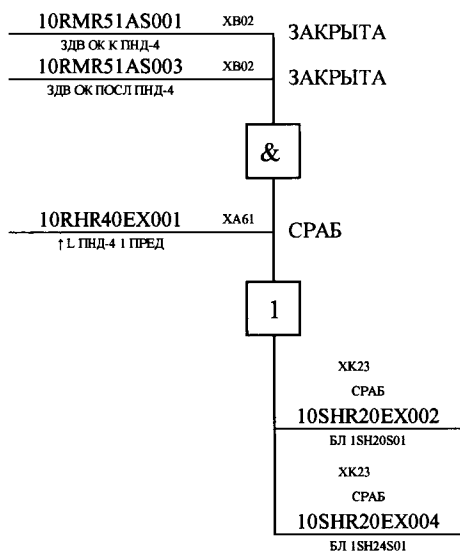 10RMR51AS001 XB02 ЗАКРЫТА
ЗДВ ОК К ПНД-4
10RMR51AS003 XB02 ЗАКРЫТА
ЗДВ ОК ПОСЛ ПНД-4
&
10RHR40EX001 XA61 СРАБ
↑ L ПНД-4 1 ПРЕД
1
XK23
СРАБ
10SHR20EX002
БЛ 1SH20S01
XK23
СРАБ
10SHR20EX004
БЛ 1SH24S01